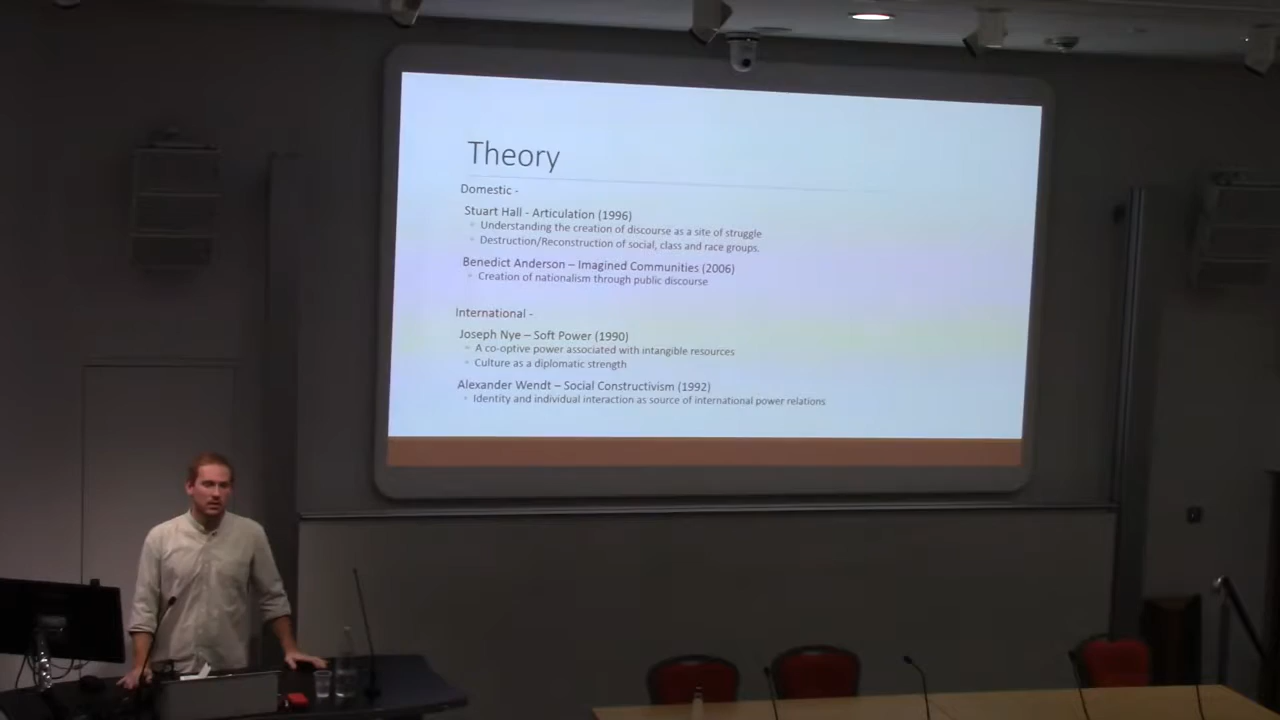 Theory
Domestic -
Stuart Hall - Articulation (1996)
Understanding the creation of discourse as a site of struggle
Destruction/Reconstruction of social, class and race groups.
Benedict Anderson – Imagined Communities (2006)
Creation of nationalism through public discourse
International -
Joseph Nye – Soft Power (1990)
A co-optive power associated with intangible resources
Culture as a diplomatic strength
Alexander Wendt – Social Constructivism (1992)
Identity and individual interaction as source of international power relations